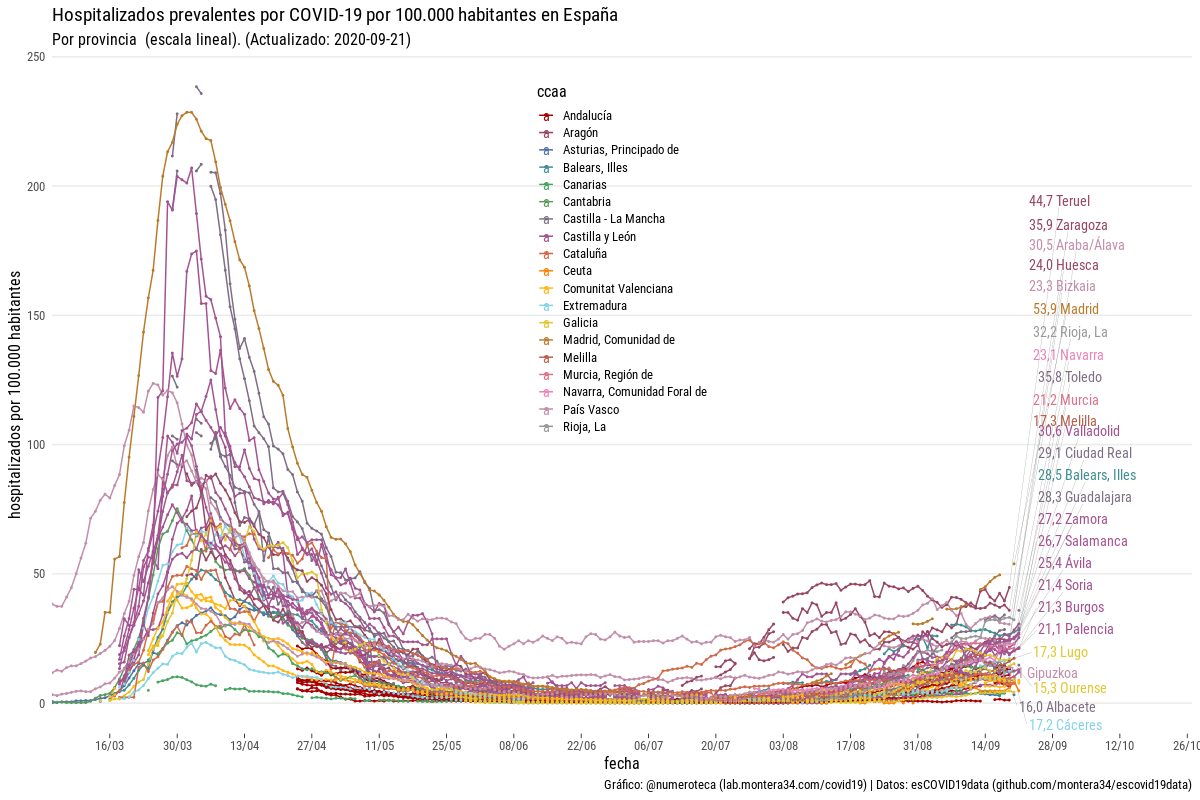 Hospitalizados prevalentes por COVID-19 por 100.000 habitantes en España
Por provincia (escala lineal). (Actualizado: 2020-09-21)
250
200
150
100
50
0
hospitalizados por 100.000 habitantes
ccaa
Andalucía
Aragón
Asturias, Principado de
Balears, Illes
Canarias
Cantabria
Castilla - La Mancha
Castilla y León
Cataluña
Ceuta
Comunitat Valenciana
Extremadura
Galicia
Madrid, Comunidad de
Melilla
Murcia, Región de
Navarra, Comunidad Foral de
País Vasco
Rioja, La
44,7 Teruel
35,9 Zaragoza
30,5 Araba/Álava
24,0 Huesca
23,3 Bizkaia
53,9 Madrid
32,2 Rioja, La
23,1 Navarra
35,8 Toledo
21,2 Murcia
17,3 Melilla
30,6 Valladolid
29,1 Ciudad Real
28,5 Balears, Illes
28,3 Guadalajara
27,2 Zamora
26,7 Salamanca
25,4 Ávila
21,4 Soria
21,3 Burgos
21,1 Palencia
17,3 Lugo
Gipuzkoa
15,3 Ourense
16,0 Albacete
17,2 Cáceres
16/03 30/03 13/04 27/04 11/05 25/05 08/06 22/06 06/07 20/07 03/08 17/08 31/08 14/09 28/09 12/10 26/10
fecha
Gráfico: @numeroteca (lab.montera34.com/covid19) | Datos: esCOVID19data (github.com/montera34/escovid19data)